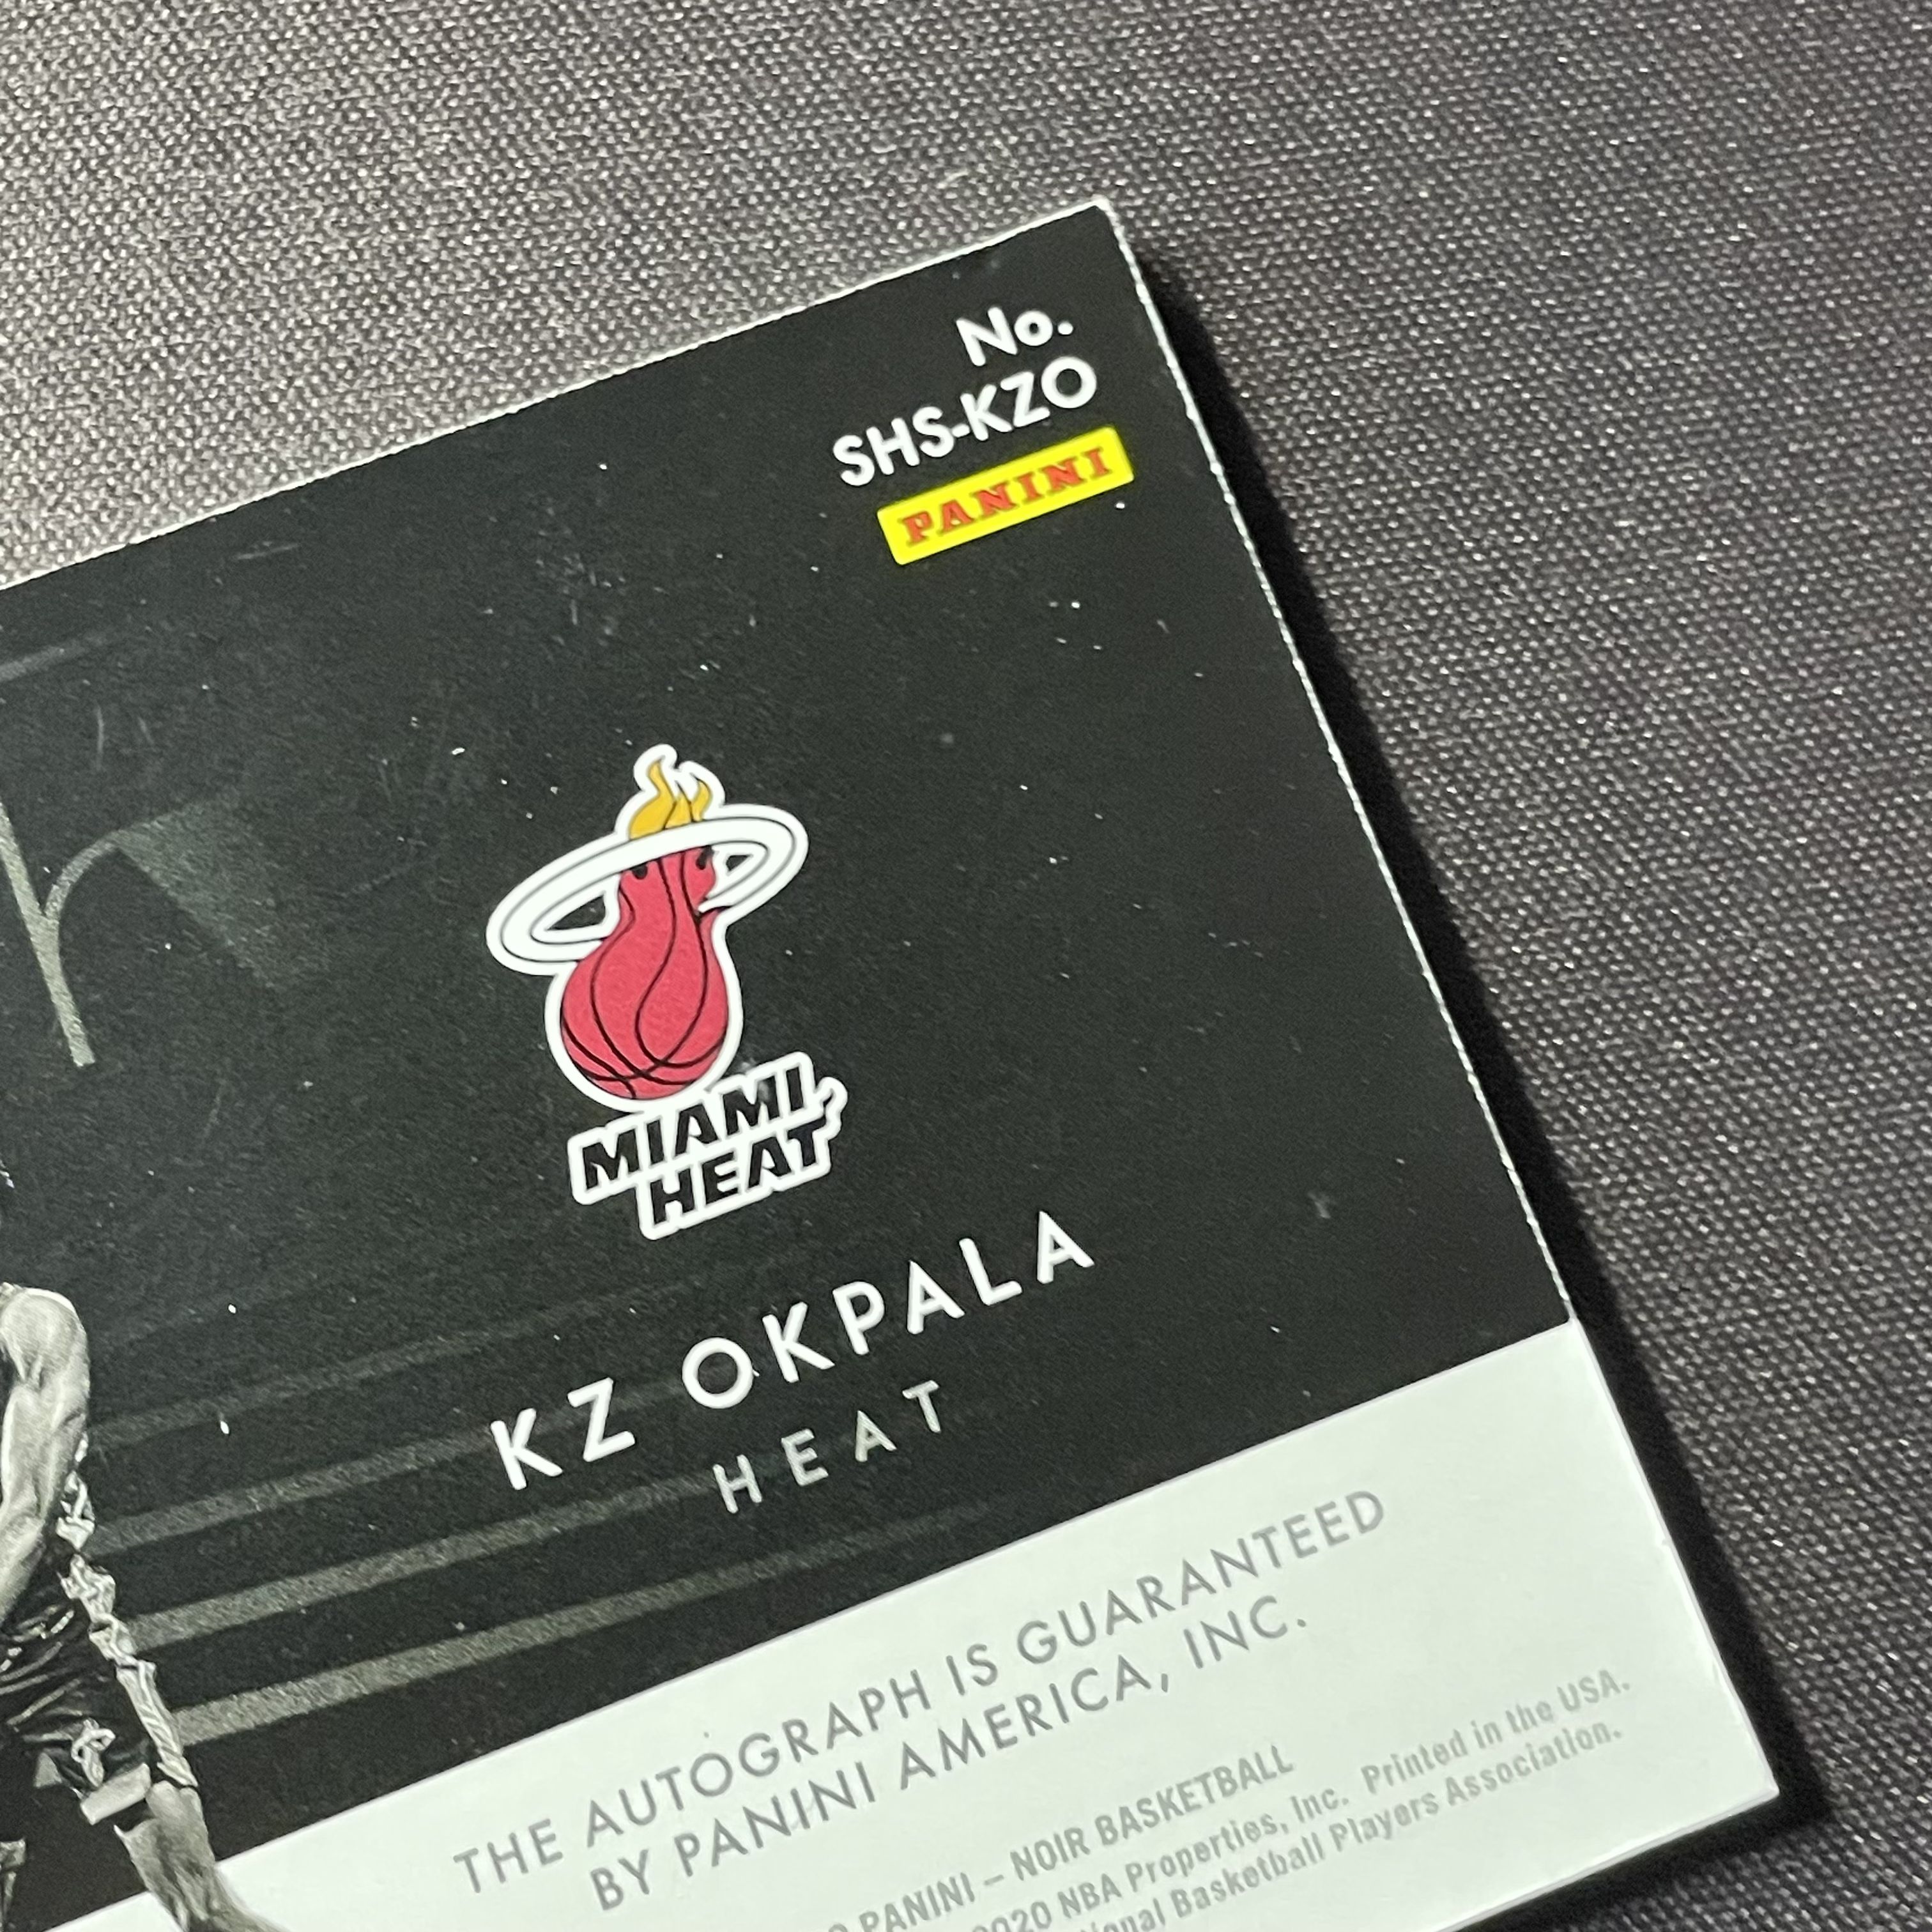 No.
SHS-KZO
PANINI
MIAMI
HEAT
KZ OKPALA
HEAT
THE AUTOGRAPH IS GUARANTEED
BY PANINI AMERICA, INC.
PANINI – NOIR BASKETBALL
2020 NBA Properties, Inc. Printed in the USA.
Basketball Players Association.